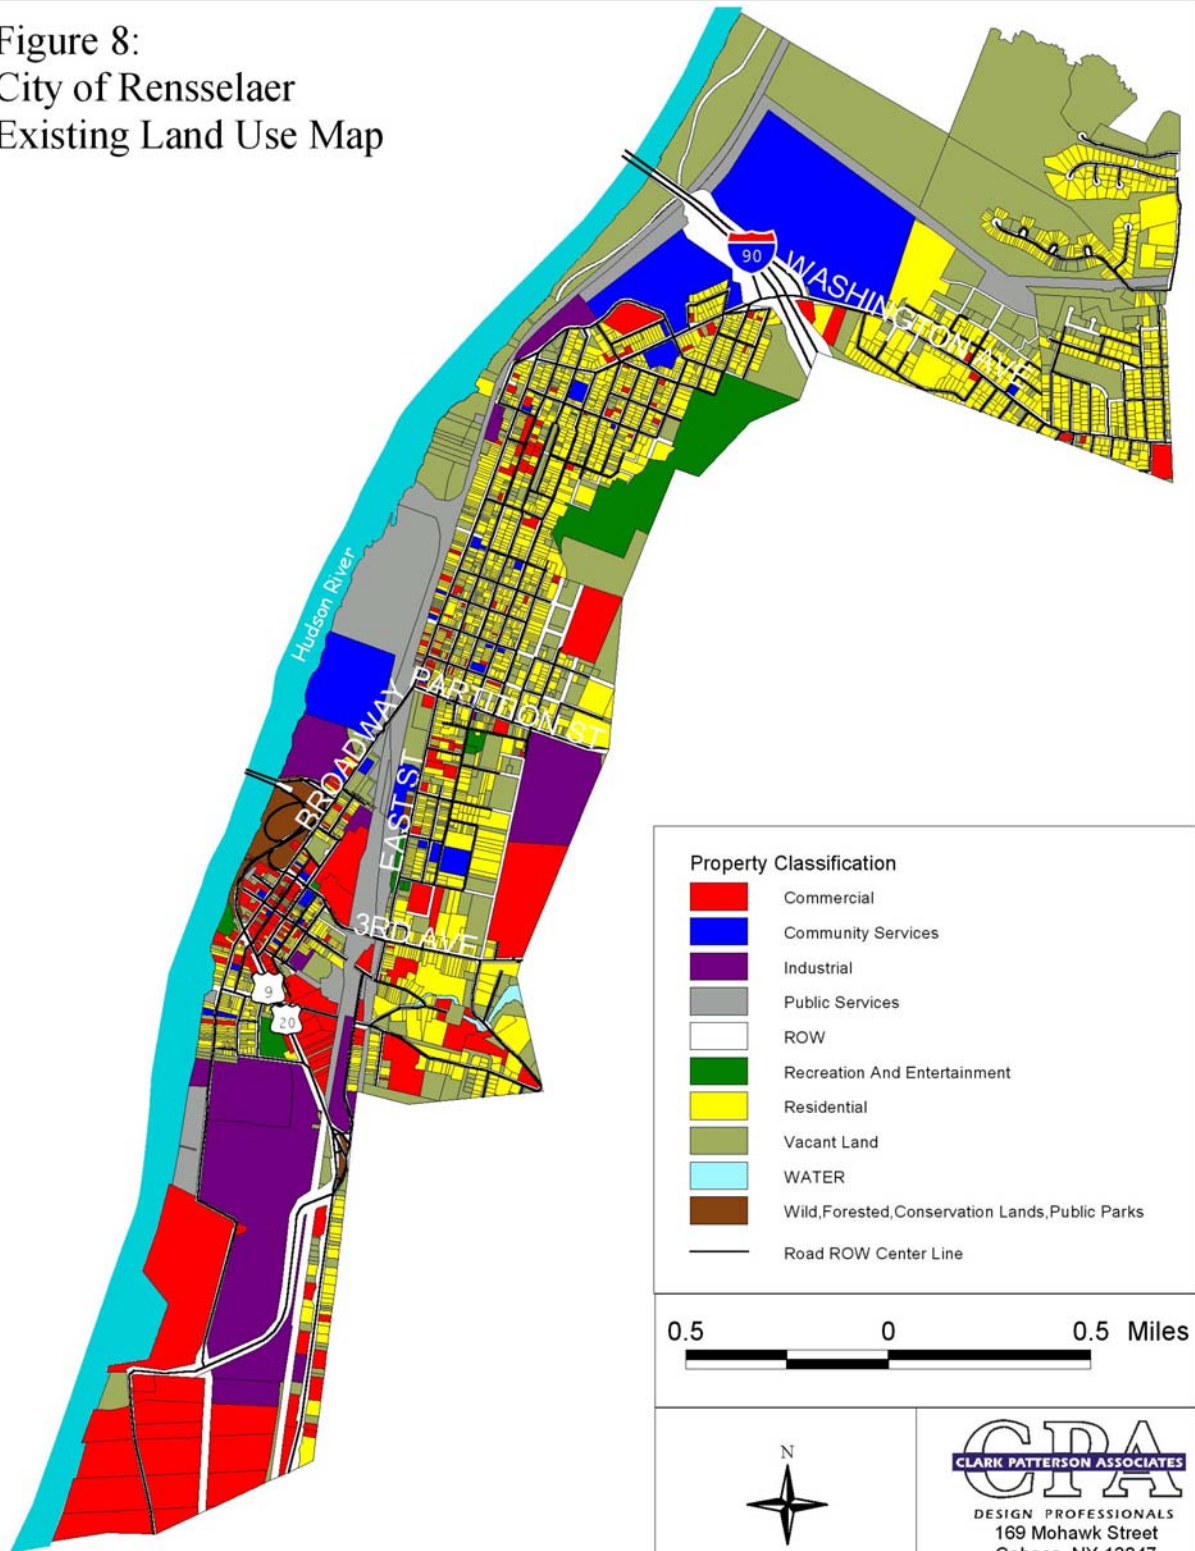 Figure 8:
City of Rensselaer
Existing Land Use Map
90
WASHINGTON AVE
Hudson River
PARTITION ST
BROADWAY
EAST ST
3RD AVE
9
20
Property Classification
Commercial
Community Services
Industrial
Public Services
ROW
Recreation And Entertainment
Residential
Vacant Land
WATER
Wild,Forested,Conservation Lands,Public Parks
Road ROW Center Line
0.5 0 0.5 Miles
N
CPA
CLARK PATTERSON ASSOCIATES
DESIGN PROFESSIONALS
169 Mohawk Street